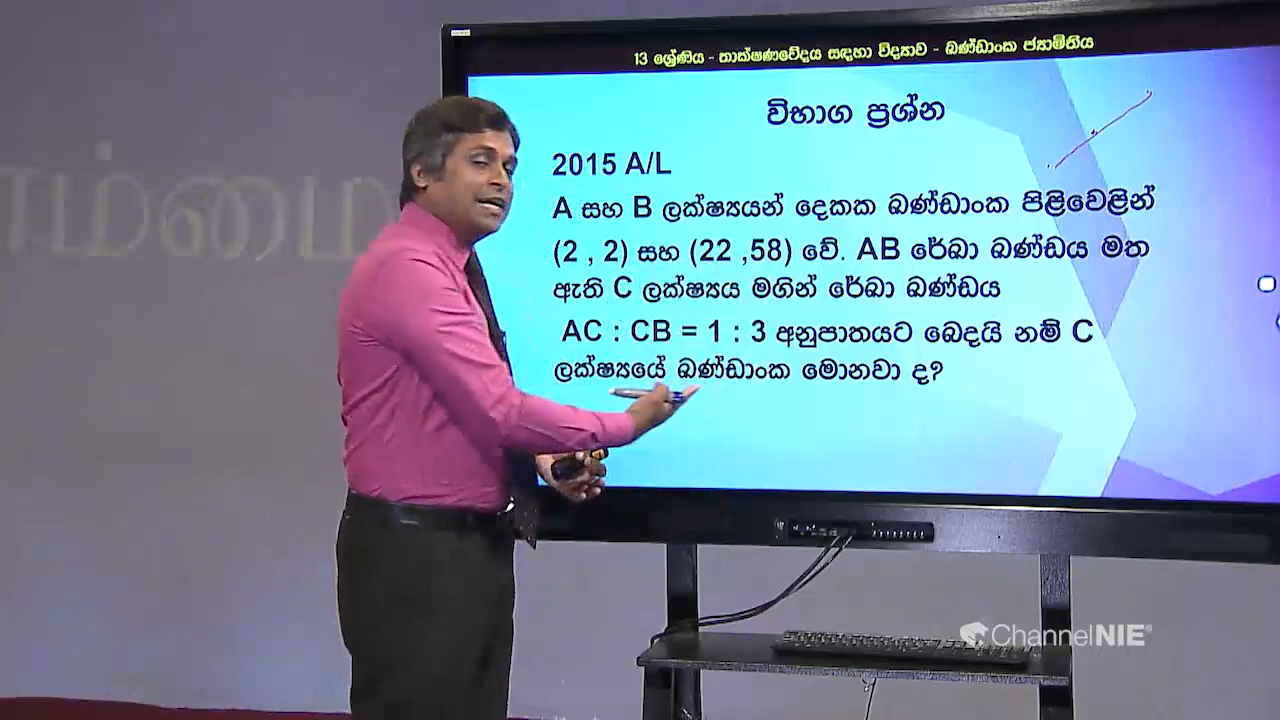 13 ශ්‍රේණිය - තාක්ෂණවේදය සඳහා විද්‍යාව - ඛණ්ඩාංක ජ්‍යාමිතිය
විභාග ප්‍රශ්න
2015 A/L
A සහ B ලක්ෂ්‍යයන් දෙකක ඛණ්ඩාංක පිළිවෙළින්
(2 , 2) සහ (22 ,58) වේ. AB රේඛා ඛණ්ඩය මත
ඇති C ලක්ෂ්‍යය මගින් රේඛා ඛණ්ඩය
AC : CB = 1 : 3 අනුපාතයට බෙදයි නම් C
ලක්ෂ්‍යයේ ඛණ්ඩාංක මොනවා ද?
ChannelNIE